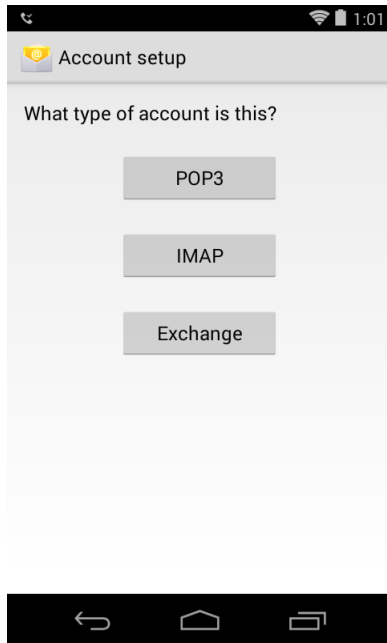 1:01
Account setup
What type of account is this?
POP3
IMAP
Exchange